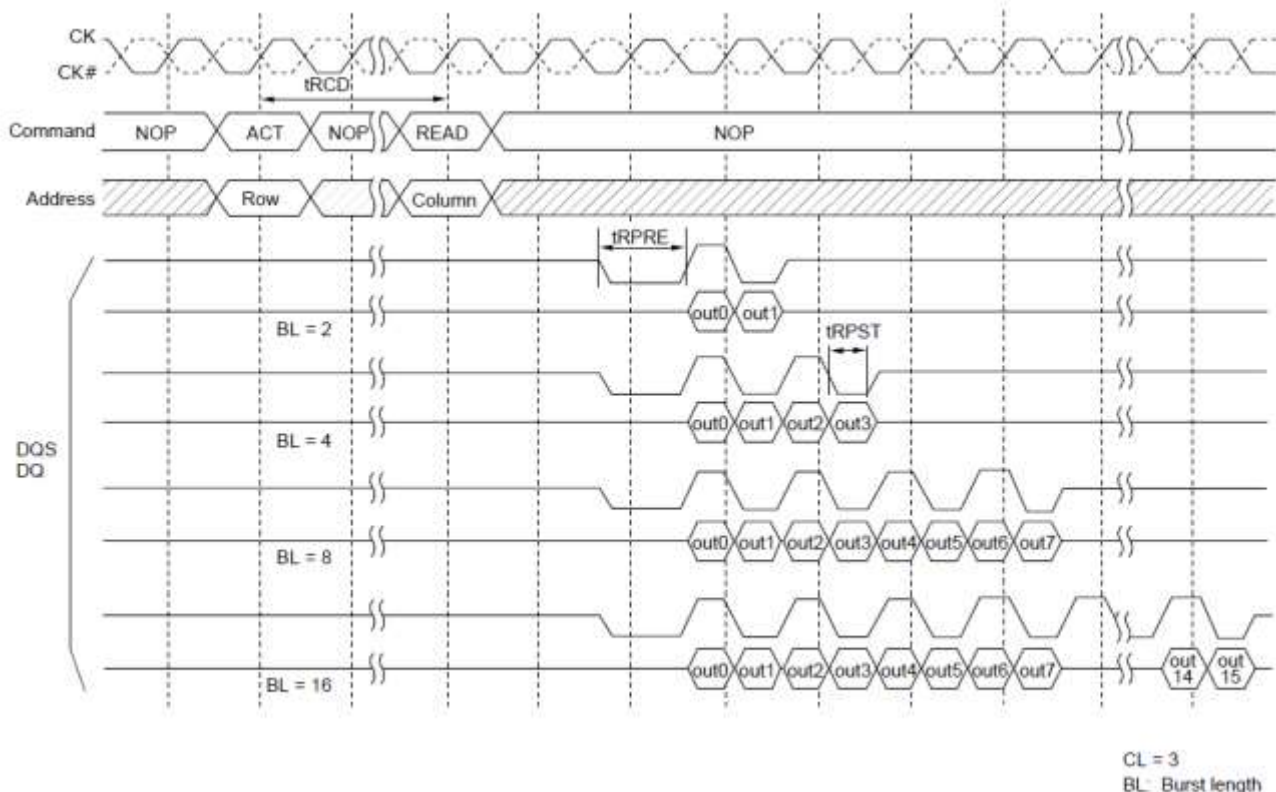 CK
CK#
tRCD
Command NOP ACT NOP READ NOP
Address Row Column
tRPRE
out0 out1
BL = 2
tRPST
out0 out1 out2 out3
BL = 4
DQS
DQ
out0 out1 out2 out3 out4 out5 out6 out7
BL = 8
out0 out1 out2 out3 out4 out5 out6 out7 out 14 out 15
BL = 16
CL = 3
BL: Burst length